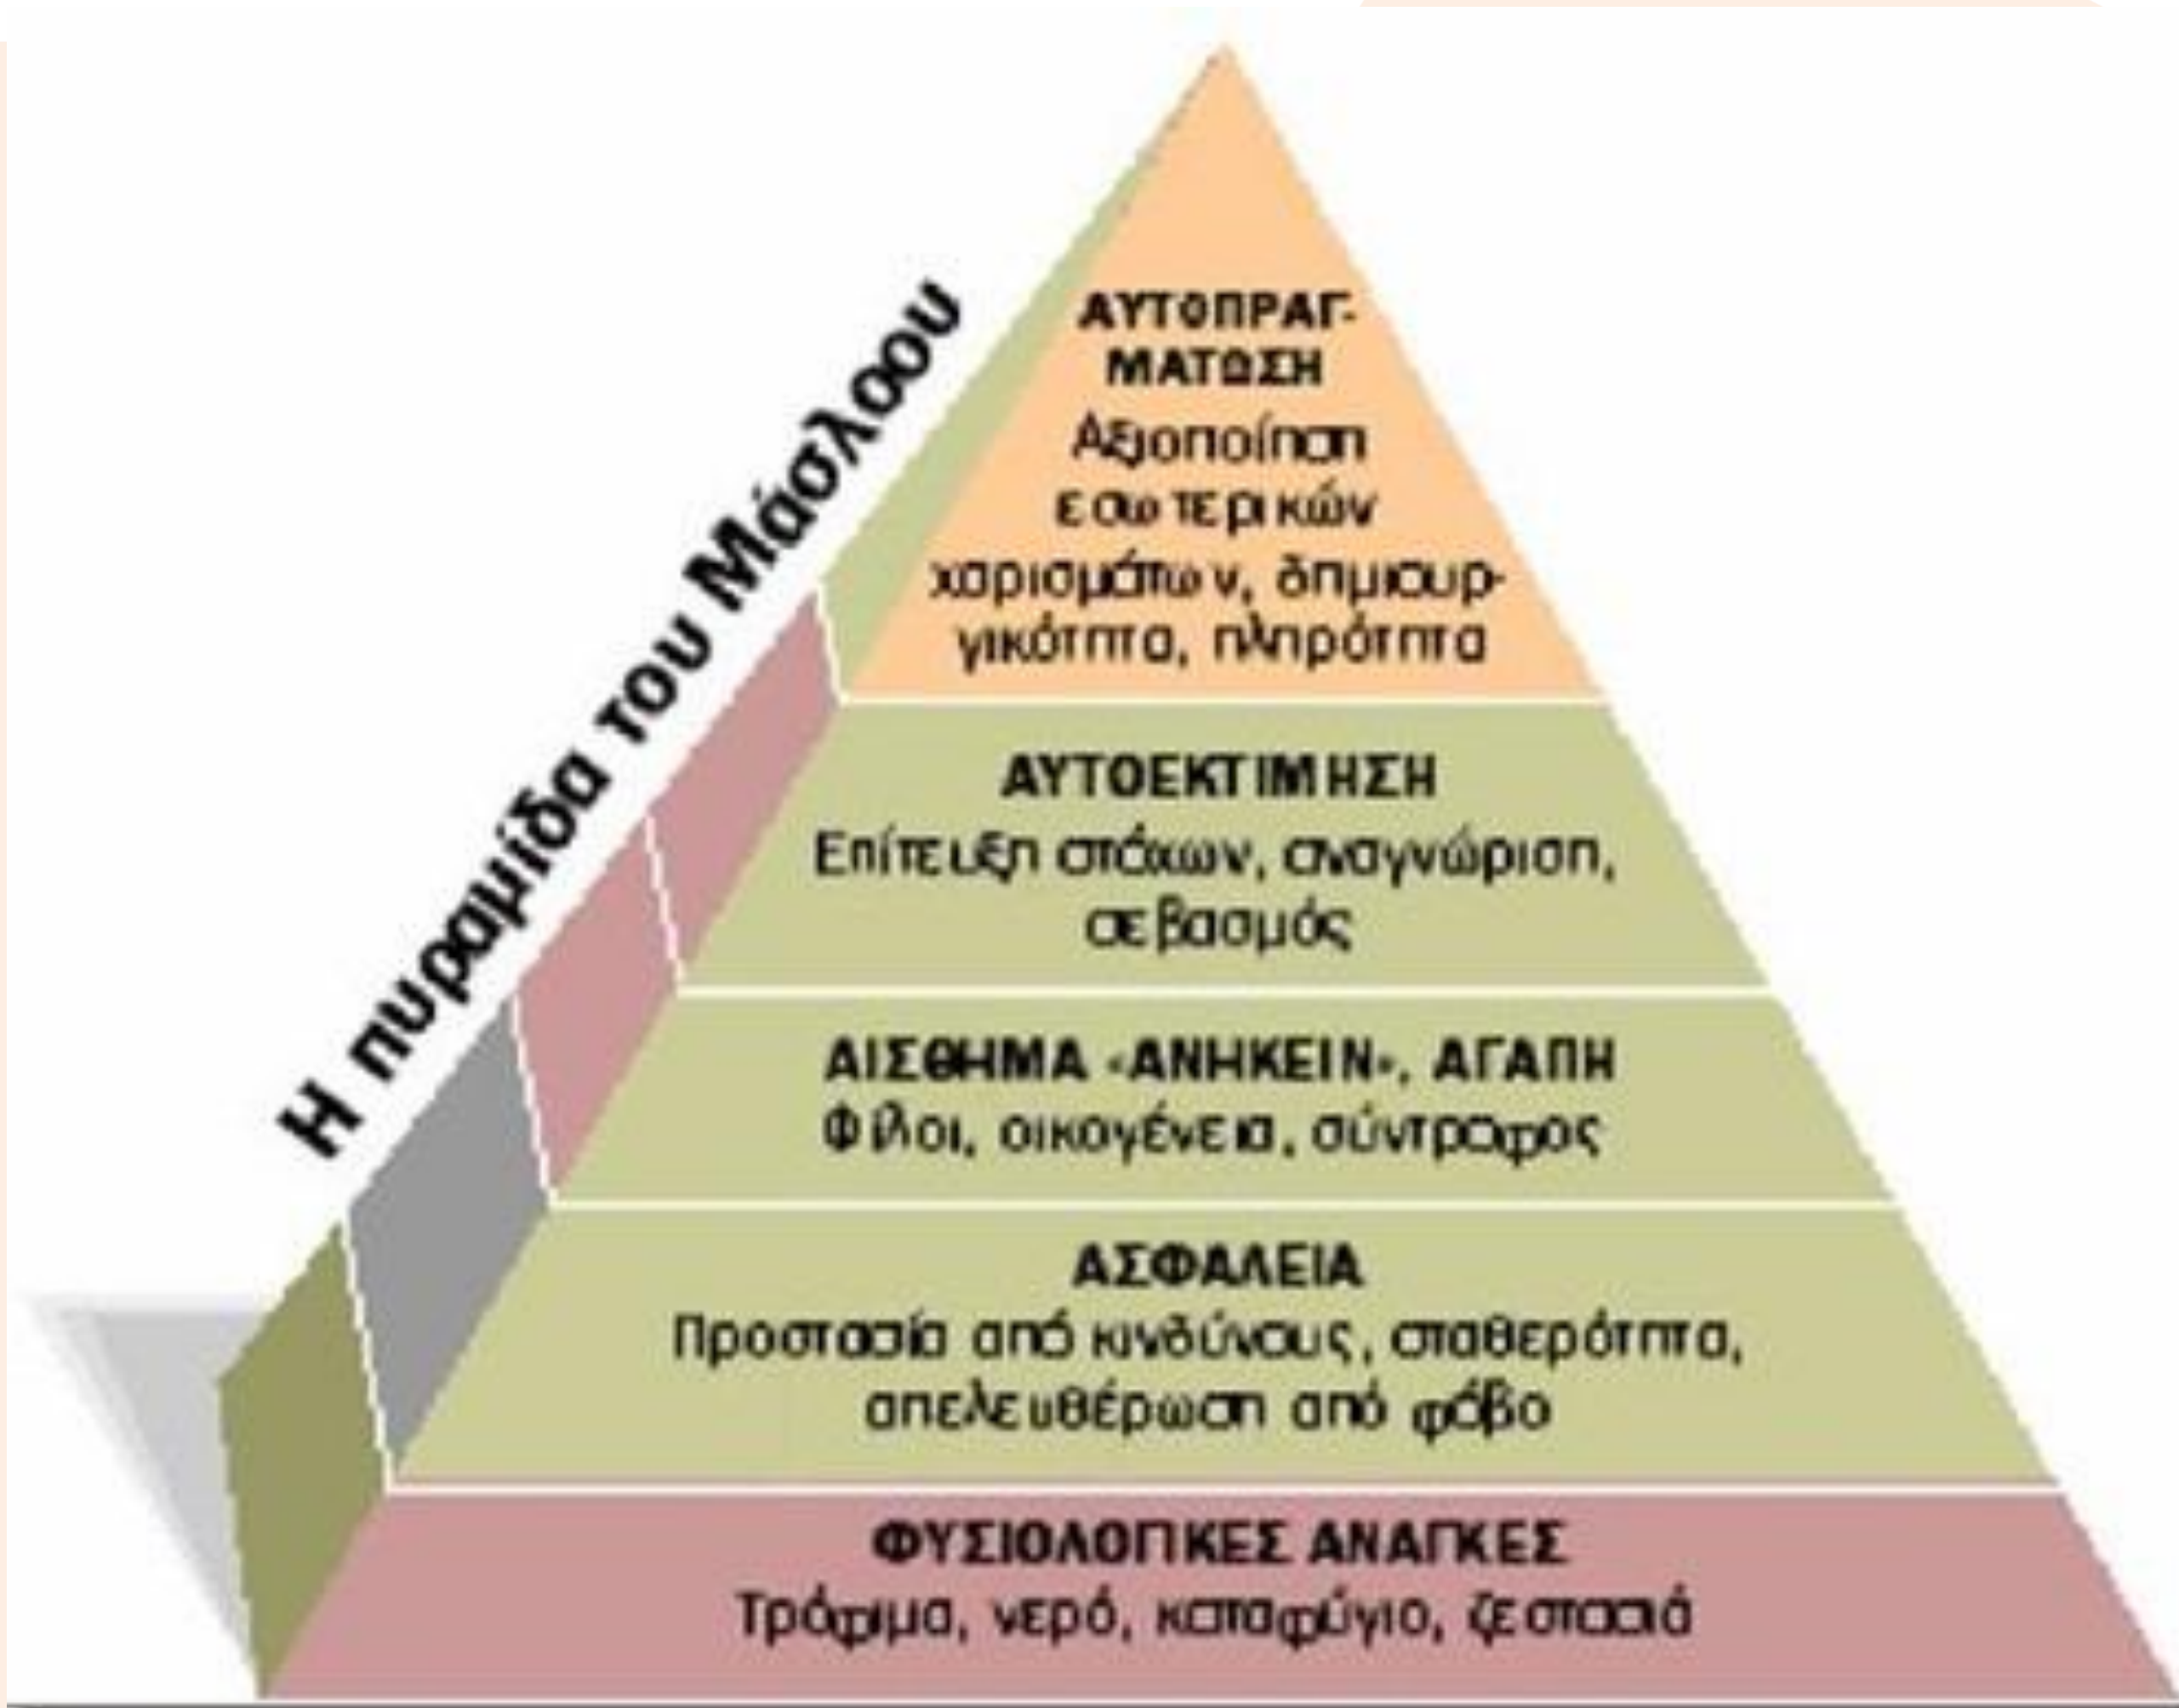 Η πυραμίδα του Μάσλοου
ΑΥΤΟΠΡΑΓ-
ΜΑΤΩΣΗ
Αξιοποίηση
εσωτερικών
χαρισμάτων, δημιουρ-
γικότητα, πληρότητα
ΑΥΤΟΕΚΤΙΜΗΣΗ
Επίτευξη στόχων, αναγνώριση,
σεβασμός
ΑΙΣΘΗΜΑ «ΑΝΗΚΕΙΝ», ΑΓΑΠΗ
Φίλοι, οικογένεια, σύντροφος
ΑΣΦΑΛΕΙΑ
Προστασία από κινδύνους, σταθερότητα,
απελευθέρωση από φόβο
ΦΥΣΙΟΛΟΓΙΚΕΣ ΑΝΑΓΚΕΣ
Τρόφιμα, νερό, καταφύγιο, ζεστασιά